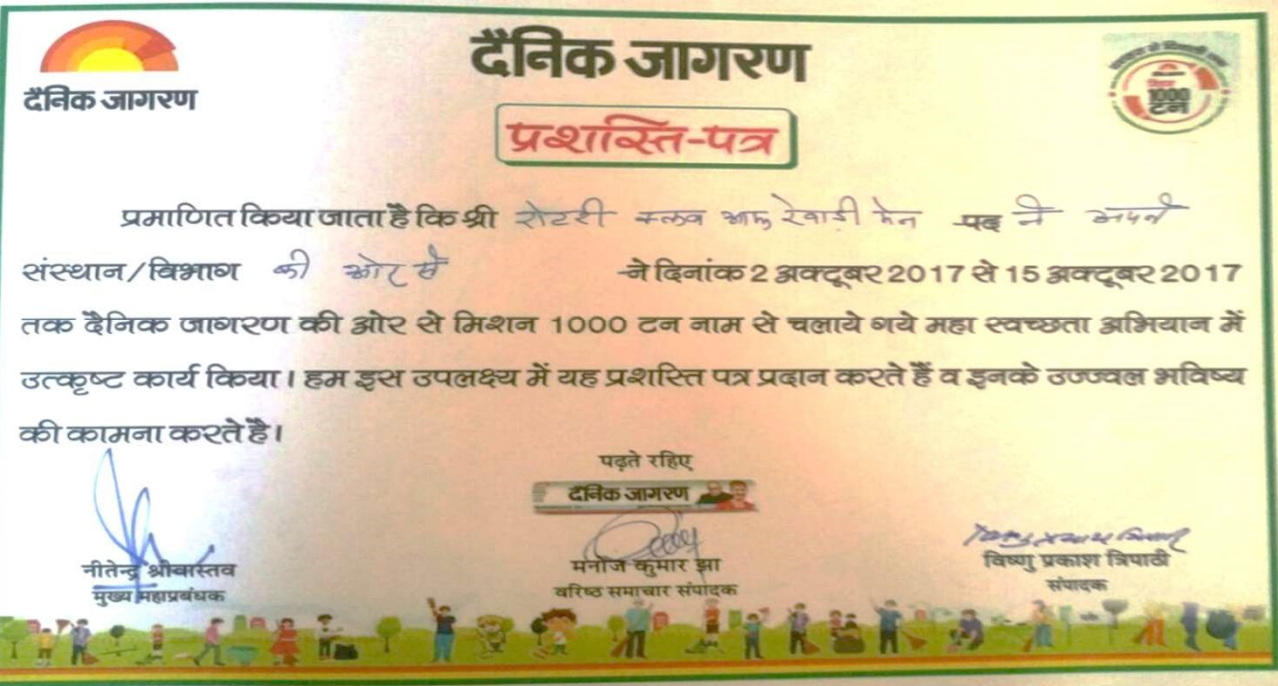 दैनिक जागरण
दैनिक जागरण
1000
टन
प्रशस्ति-पत्र
प्रमाणित किया जाता है कि श्री रोटरी क्लब आफ रेवाड़ी मेन पद ने अपने
संस्थान/विभाग की ओर से ने दिनांक 2 अक्टूबर 2017 से 15 अक्टूबर 2017
तक दैनिक जागरण की ओर से मिशन 1000 टन नाम से चलाये गये महा स्वच्छता अभियान में
उत्कृष्ट कार्य किया। हम इस उपलक्ष्य में यह प्रशस्ति पत्र प्रदान करते हैं व इनके उज्ज्वल भविष्य
की कामना करते है।
पढ़ते रहिए
दैनिक जागरण
नीतेन्द्र श्रीवास्तव
मुख्य महाप्रबंधक
मनोज कुमार झा
वरिष्ठ समाचार संपादक
विष्णु प्रकाश त्रिपाठी
संपादक